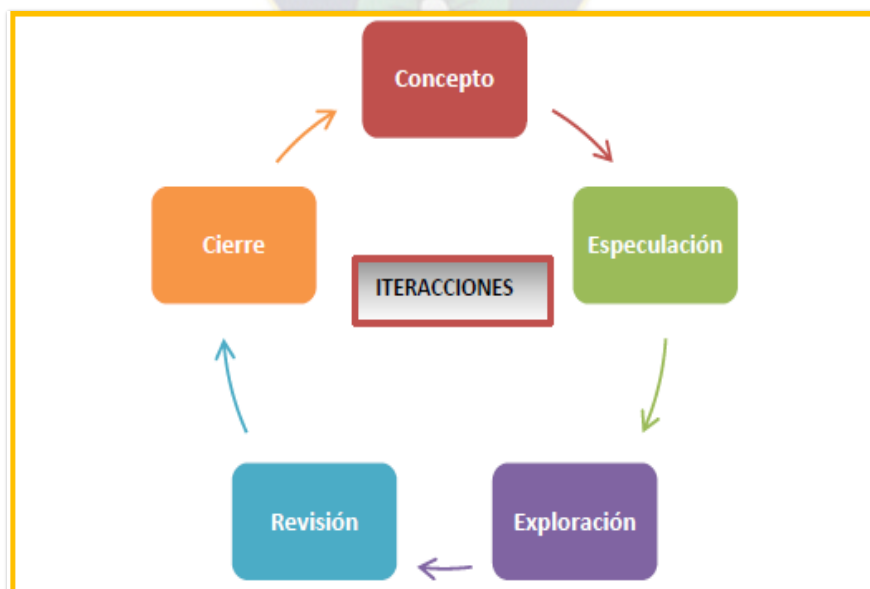 Concepto
Especulación
Exploración
Revisión
Cierre
ITERACCIONES